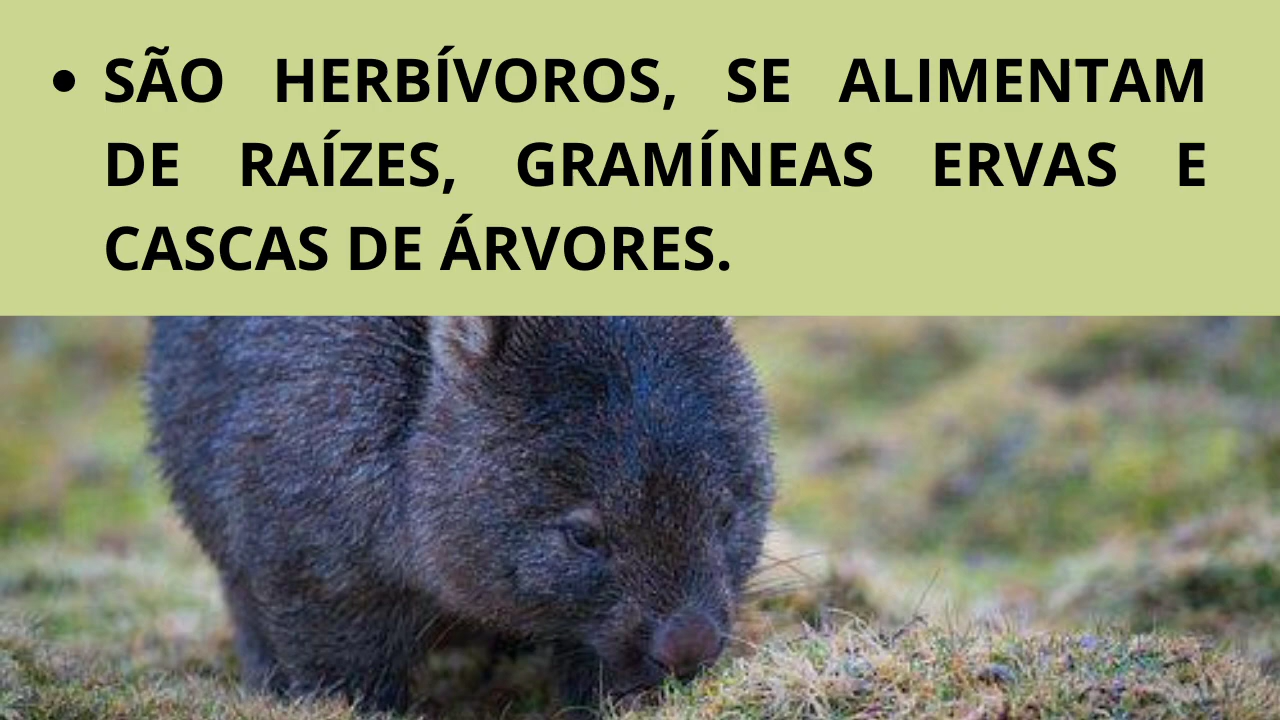 • SÃO HERBÍVOROS, SE ALIMENTAM
DE RAÍZES, GRAMÍNEAS ERVAS E
CASCAS DE ÁRVORES.